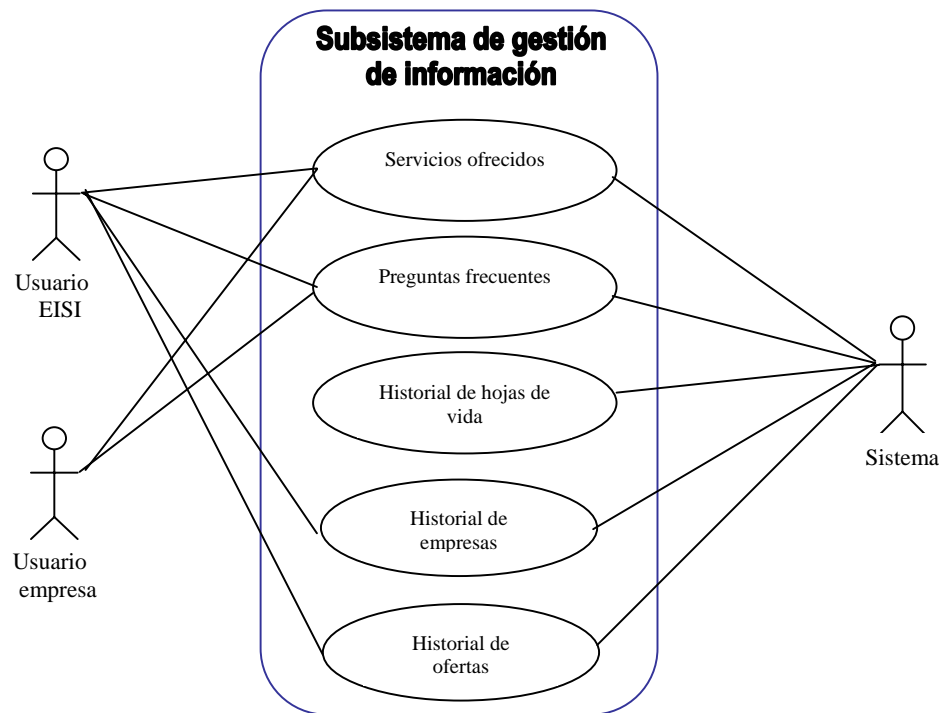 Subsistema de gestión
de información
Servicios ofrecidos
Preguntas frecuentes
Historial de hojas de
vida
Historial de
empresas
Historial de
ofertas
Usuario
EISI
Usuario
empresa
Sistema